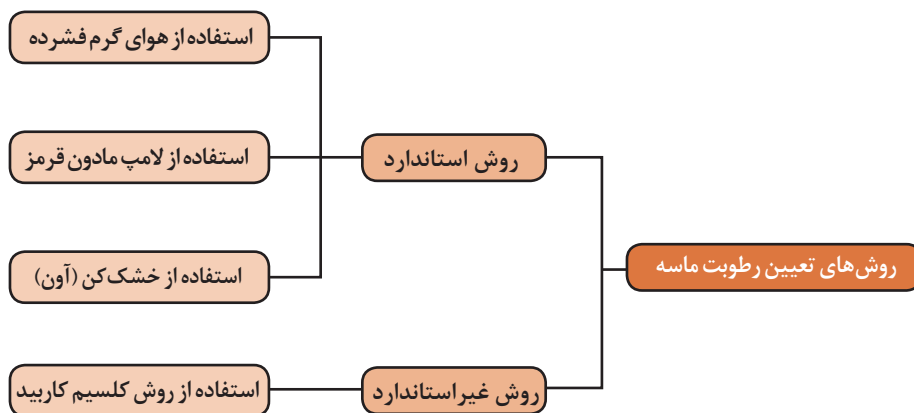 روش‌های تعیین رطوبت ماسه
روش استاندارد
استفاده از هوای گرم فشرده
استفاده از لامپ مادون قرمز
استفاده از خشک‌کن (آون)
روش غیراستاندارد
استفاده از روش کلسیم کاربید